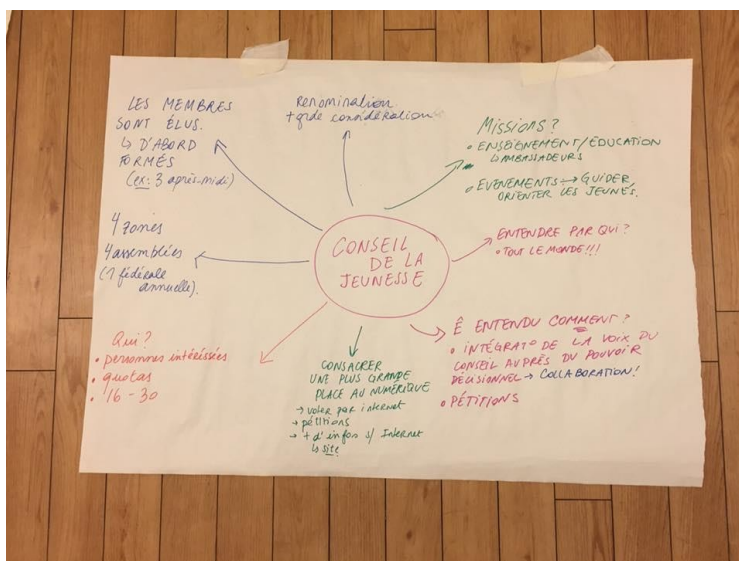 CONSEIL
DE LA
JEUNESSE
LES MEMBRES
SONT ÉLUS.
↳ D'ABORD
FORMÉS
(ex: 3 après-midi)
Renomination
+ grde considération
Missions?
• ENSEIGNEMENT/ÉDUCATION
↳ AMBASSADEURS
• EVENEMENTS → GUIDER,
ORIENTER LES JEUNES.
4 zones
4 assemblées
(1 fédérale
annuelle).
ENTENDRE PAR QUI?
• TOUT LE MONDE!!!
Ê ENTENDU COMMENT?
• INTÉGRAT° DE LA VOIX DU
CONSEIL AUPRÈS DU POUVOIR
DÉCISIONNEL → COLLABORATION!
• PÉTITIONS
Qui?
• personnes intéressées
• quotas
• 16-30
CONSACRER
UNE PLUS GRANDE
PLACE AU NUMÉRIQUE
→ voter par internet
→ pétitions
→ + d'infos s/ Internet
↳ site